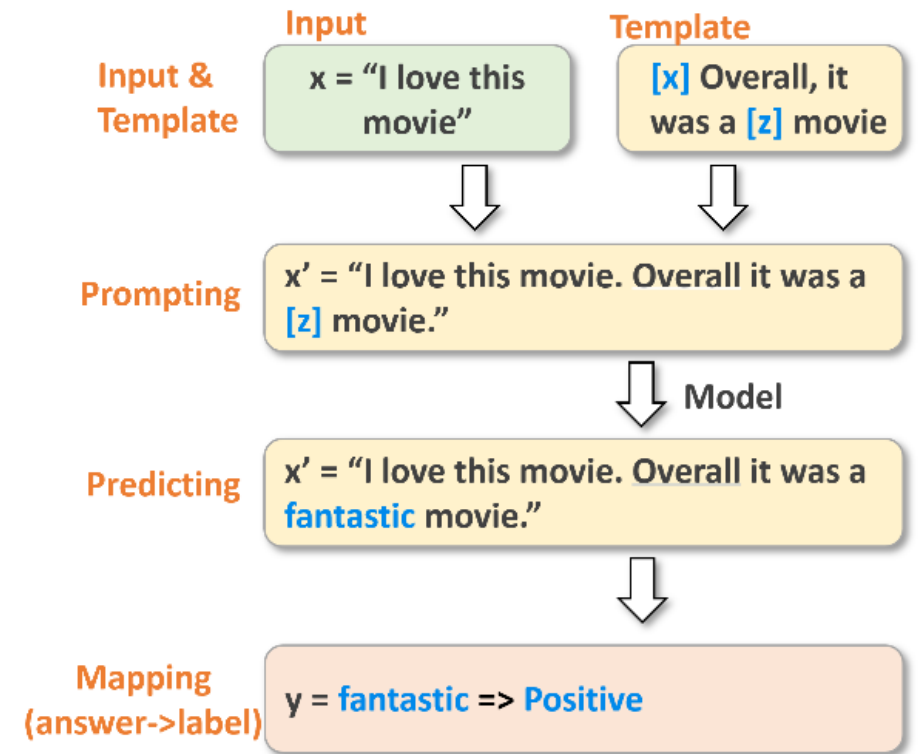 Input
Template
Input &
Template
x = “I love this
movie”
[x] Overall, it
was a [z] movie
Prompting
x’ = “I love this movie. Overall it was a
[z] movie.”
Model
Predicting
x’ = “I love this movie. Overall it was a
fantastic movie.”
Mapping
(answer->label)
y = fantastic => Positive